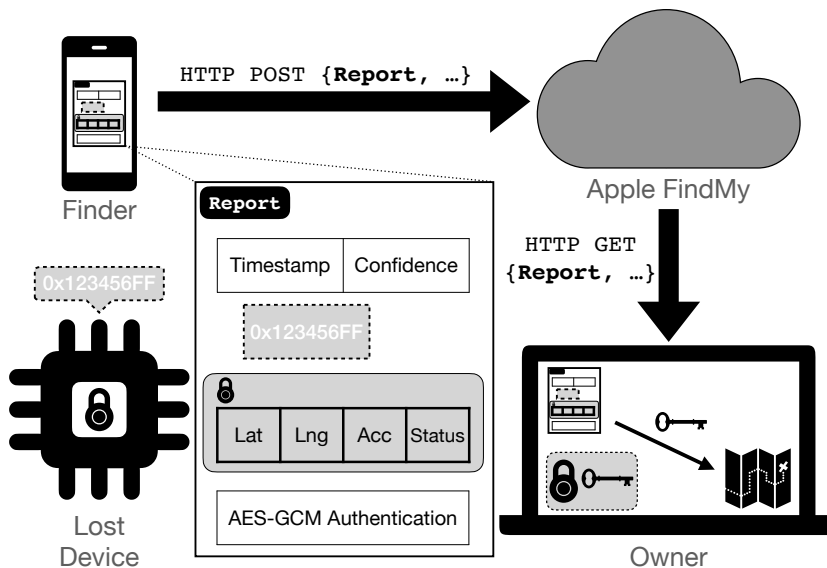 HTTP POST {Report, …}
Finder
Apple FindMy
Report
HTTP GET
{Report, …}
Timestamp Confidence
0x123456FF
0x123456FF
Lat Lng Acc Status
AES-GCM Authentication
Lost
Device
Owner